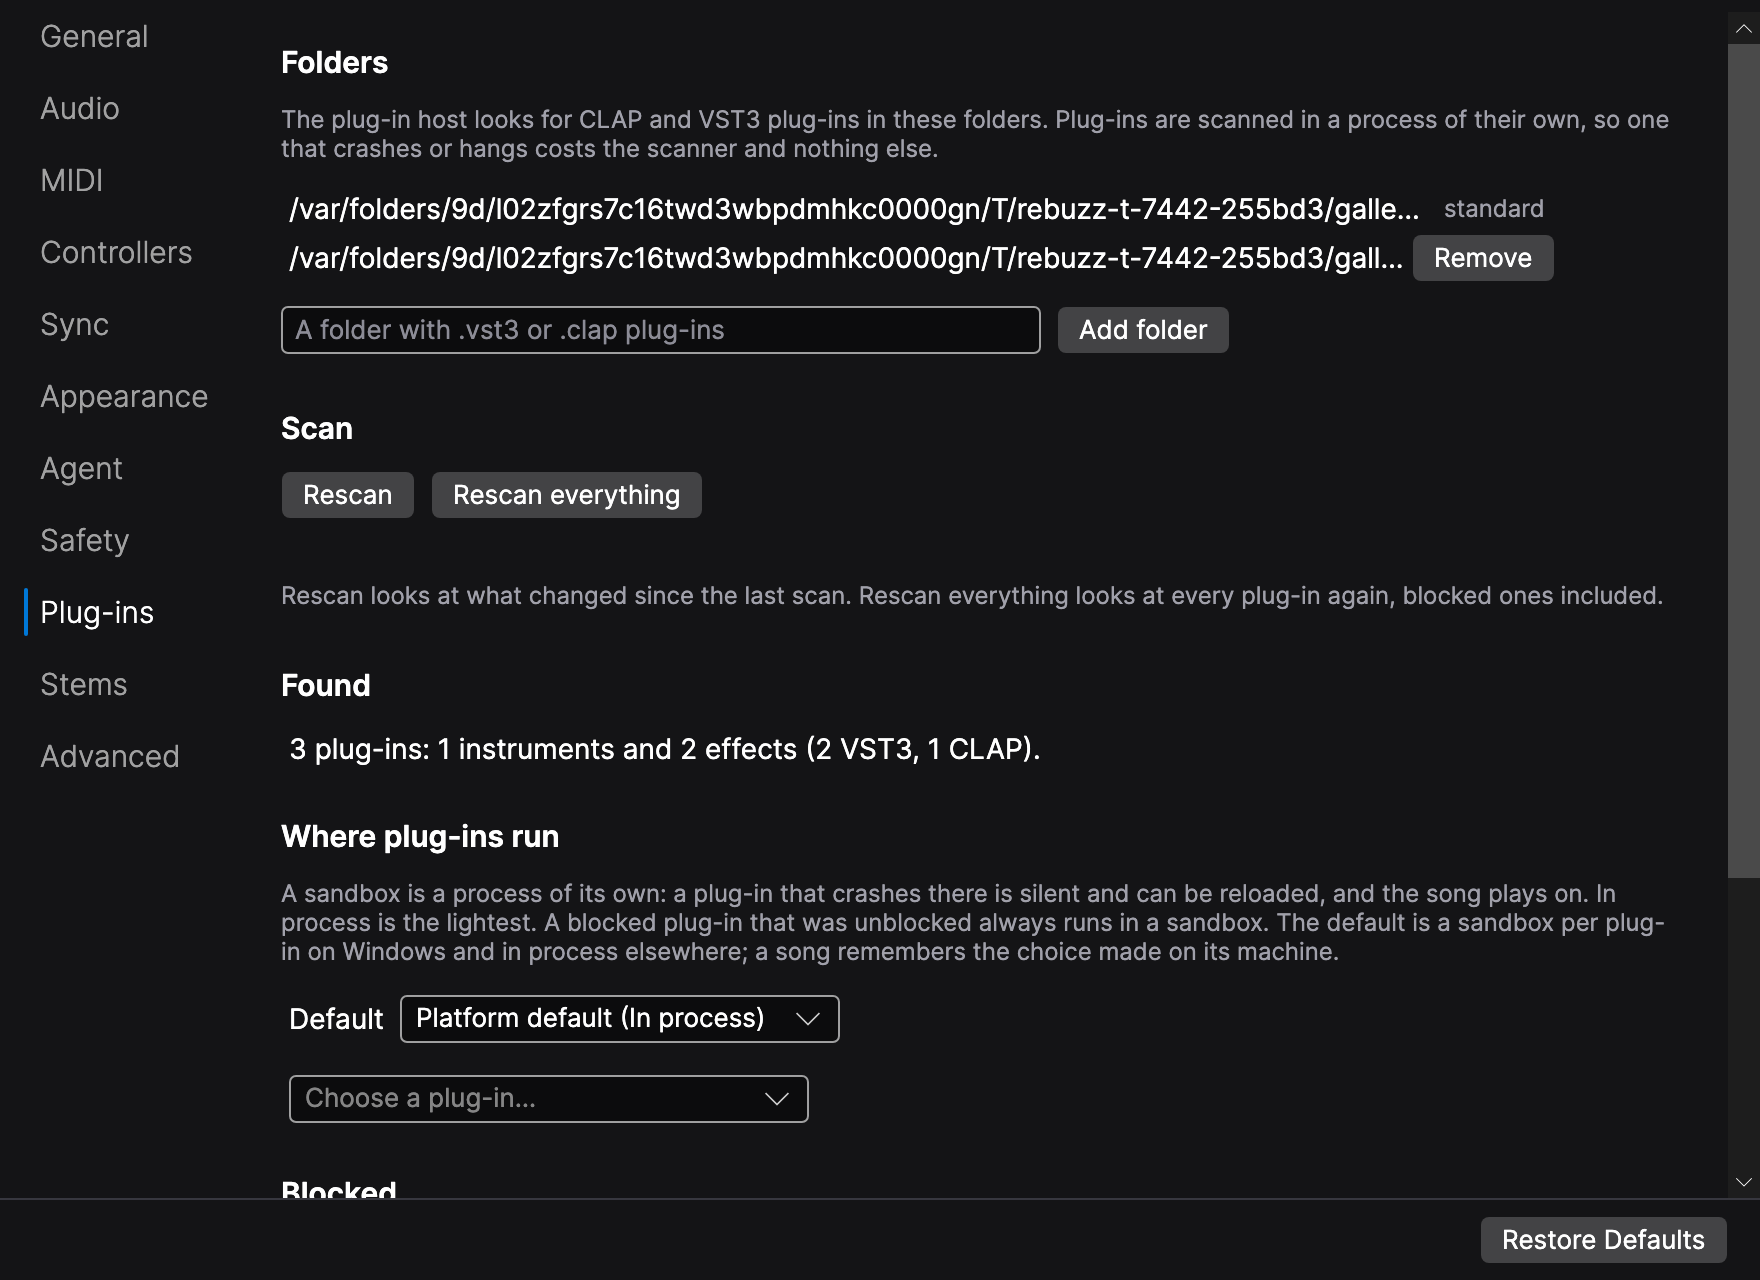 General
Audio
MIDI
Controllers
Sync
Appearance
Agent
Safety
Plug-ins
Stems
Advanced
Folders
The plug-in host looks for CLAP and VST3 plug-ins in these folders. Plug-ins are scanned in a process of their own, so one
that crashes or hangs costs the scanner and nothing else.
/var/folders/9d/l02zfgrs7c16twd3wbpdmhkc0000gn/T/rebuzz-t-7442-255bd3/galle... standard
/var/folders/9d/l02zfgrs7c16twd3wbpdmhkc0000gn/T/rebuzz-t-7442-255bd3/gall... Remove
A folder with .vst3 or .clap plug-ins Add folder
Scan
Rescan Rescan everything
Rescan looks at what changed since the last scan. Rescan everything looks at every plug-in again, blocked ones included.
Found
3 plug-ins: 1 instruments and 2 effects (2 VST3, 1 CLAP).
Where plug-ins run
A sandbox is a process of its own: a plug-in that crashes there is silent and can be reloaded, and the song plays on. In
process is the lightest. A blocked plug-in that was unblocked always runs in a sandbox. The default is a sandbox per plug-
in on Windows and in process elsewhere; a song remembers the choice made on its machine.
Default Platform default (In process)
Choose a plug-in...
Blocked
Restore Defaults